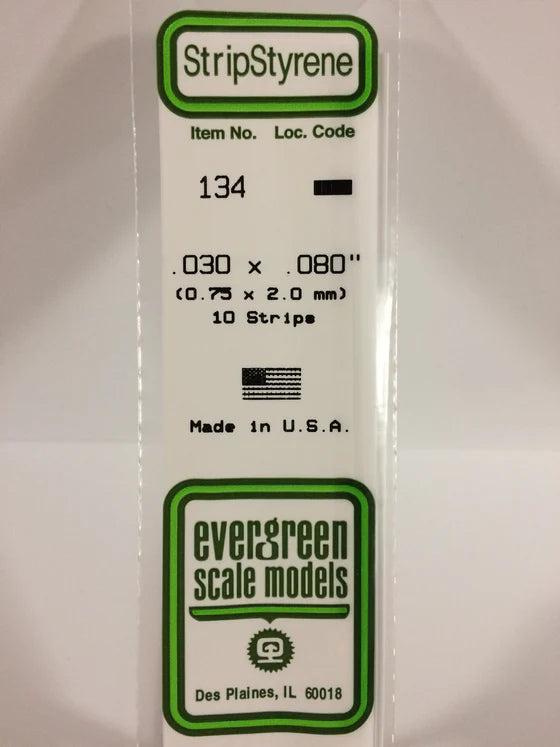 StripStyrene
Item No. Loc. Code
134
.030 x .080"
(0.75 x 2.0 mm)
10 Strips
Made in U.S.A.
evergreen
scale models
Des Plaines, IL 60018